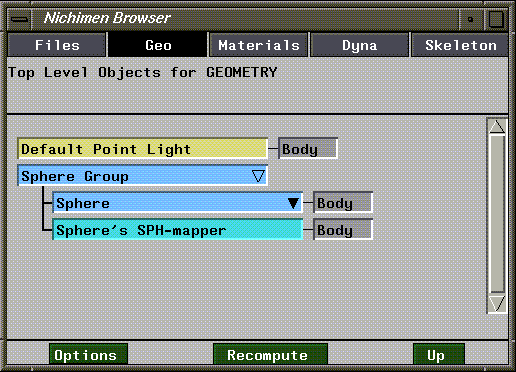 Nichimen Browser
Files Geo Materials Dyna Skeleton
Top Level Objects for GEOMETRY
Default Point Light Body
Sphere Group
Sphere Body
Sphere's SPH-mapper Body
Options Recompute Up